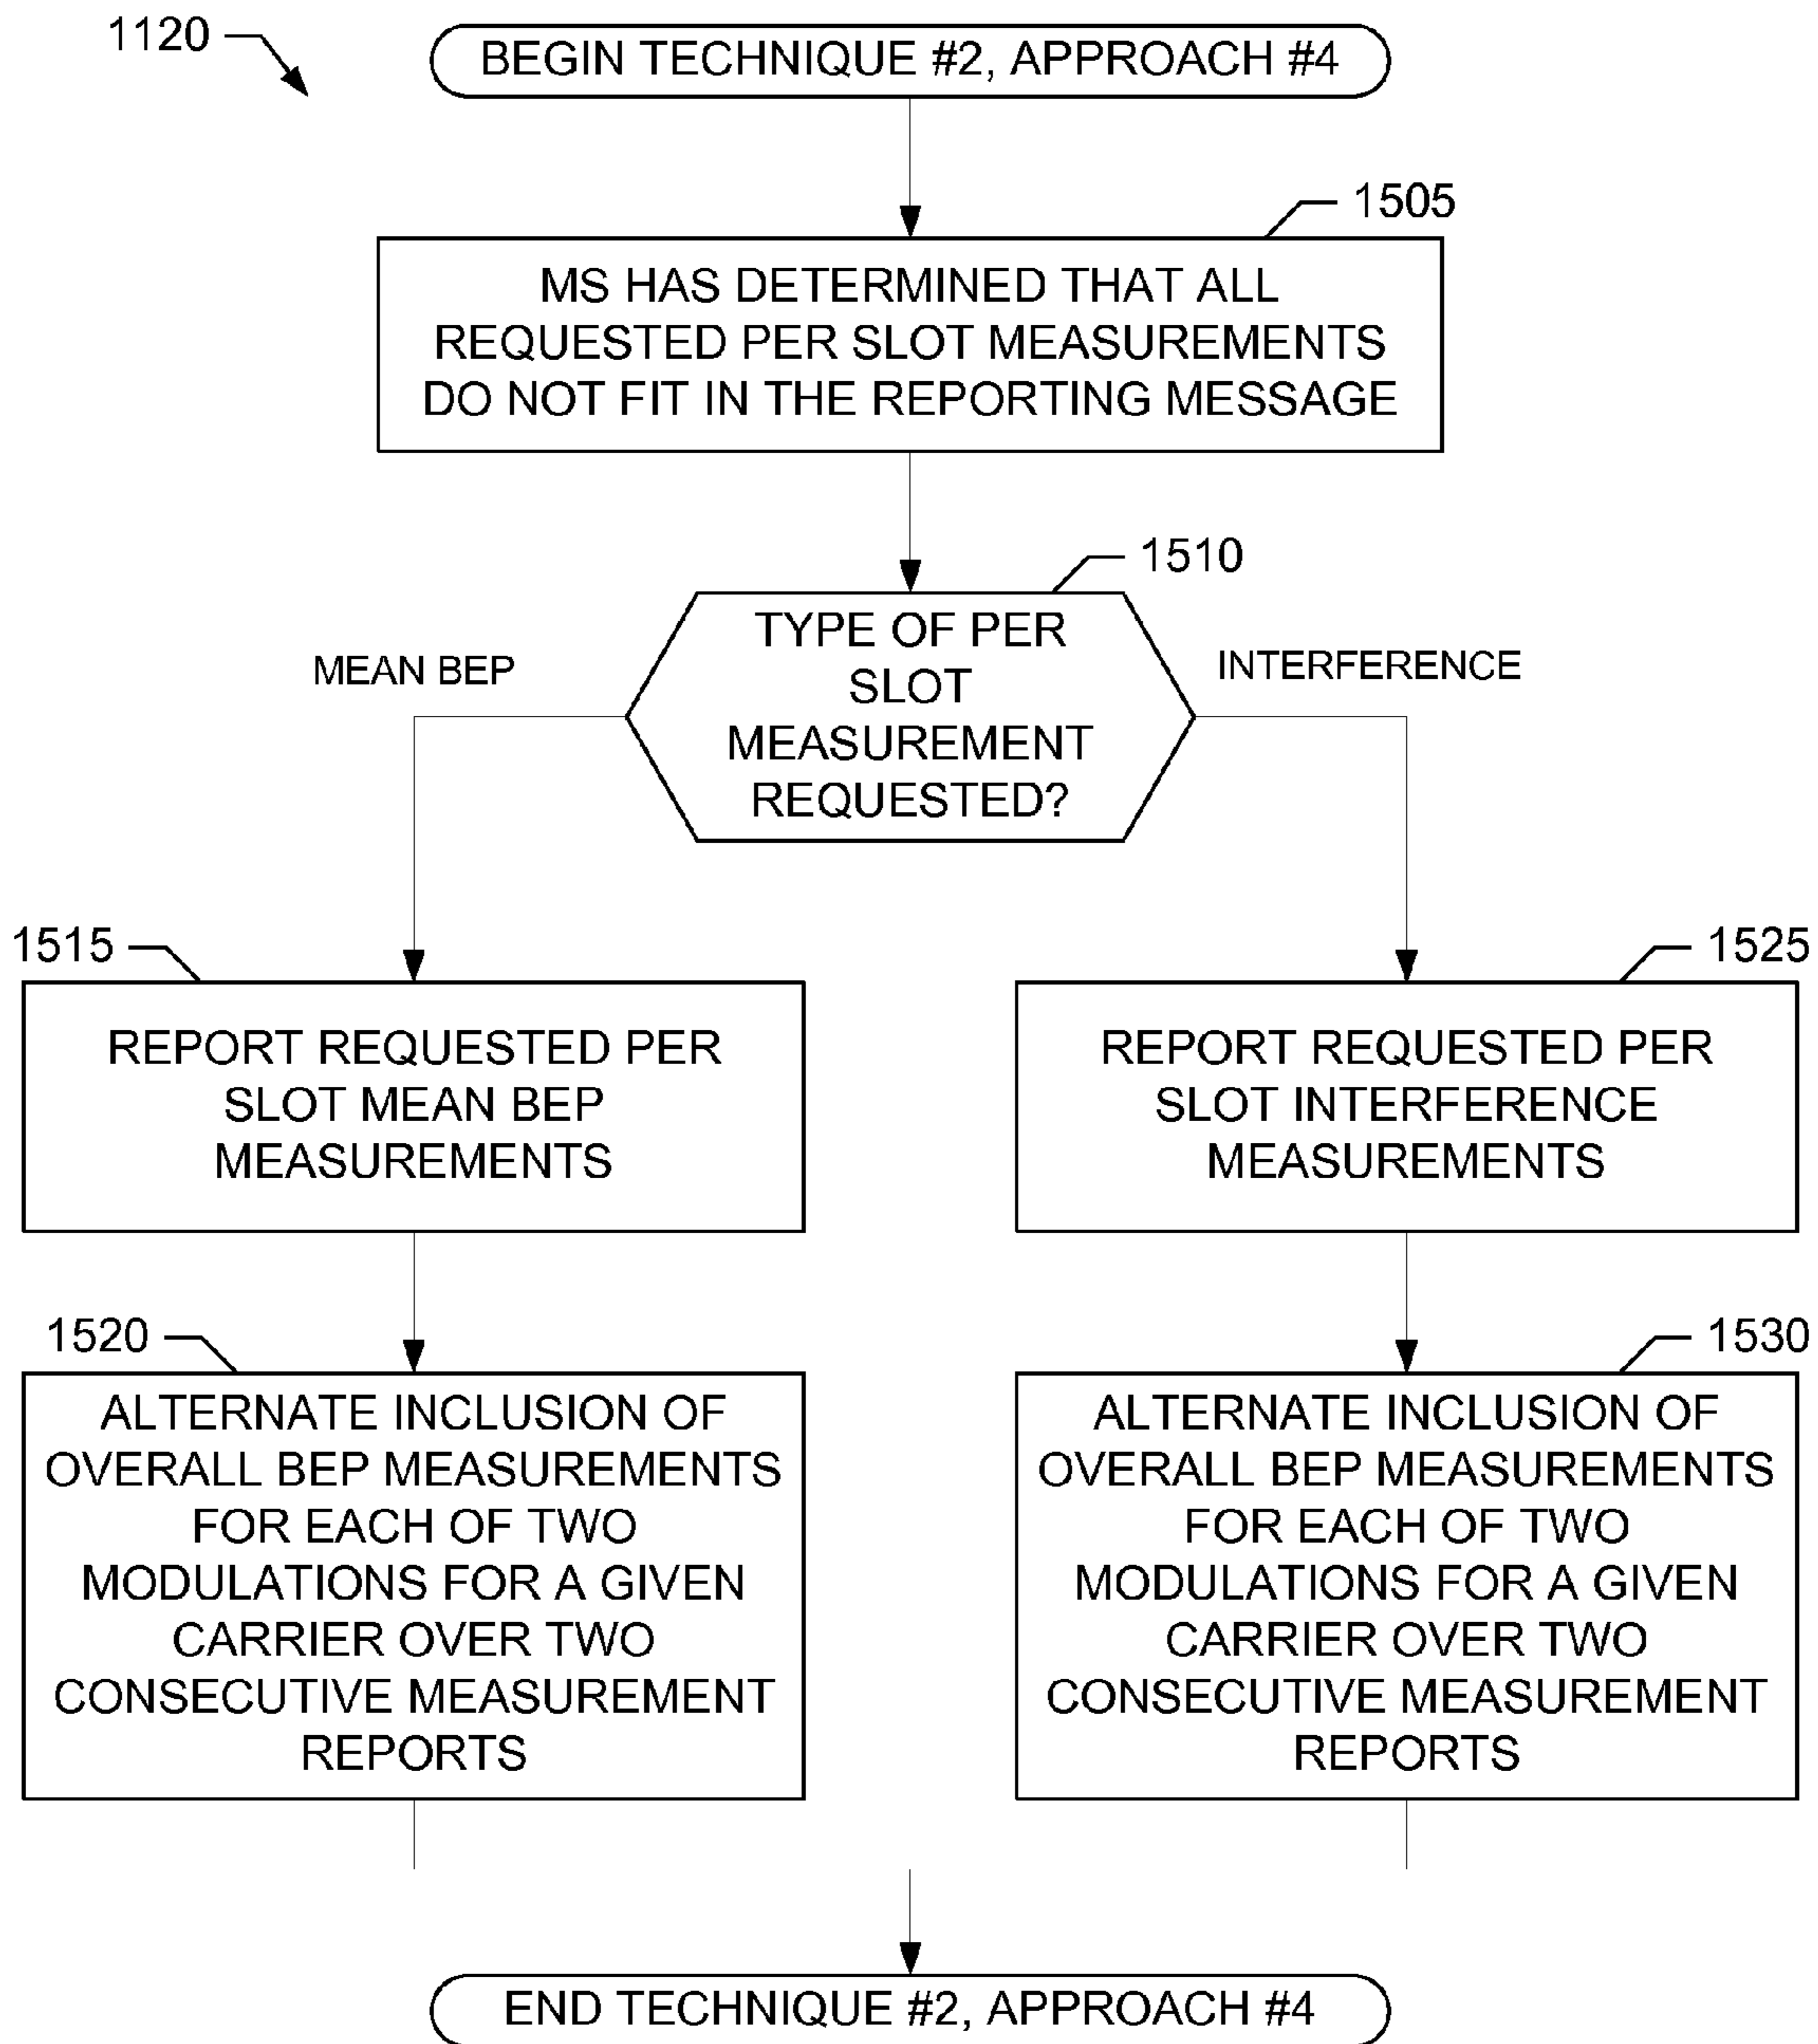 1120
BEGIN TECHNIQUE #2, APPROACH #4
1505
MS HAS DETERMINED THAT ALL
REQUESTED PER SLOT MEASUREMENTS
DO NOT FIT IN THE REPORTING MESSAGE
1510
TYPE OF PER
SLOT
MEASUREMENT
REQUESTED?
MEAN BEP
INTERFERENCE
1515
REPORT REQUESTED PER
SLOT MEAN BEP
MEASUREMENTS
1525
REPORT REQUESTED PER
SLOT INTERFERENCE
MEASUREMENTS
1520
ALTERNATE INCLUSION OF
OVERALL BEP MEASUREMENTS
FOR EACH OF TWO
MODULATIONS FOR A GIVEN
CARRIER OVER TWO
CONSECUTIVE MEASUREMENT
REPORTS
1530
ALTERNATE INCLUSION OF
OVERALL BEP MEASUREMENTS
FOR EACH OF TWO
MODULATIONS FOR A GIVEN
CARRIER OVER TWO
CONSECUTIVE MEASUREMENT
REPORTS
END TECHNIQUE #2, APPROACH #4